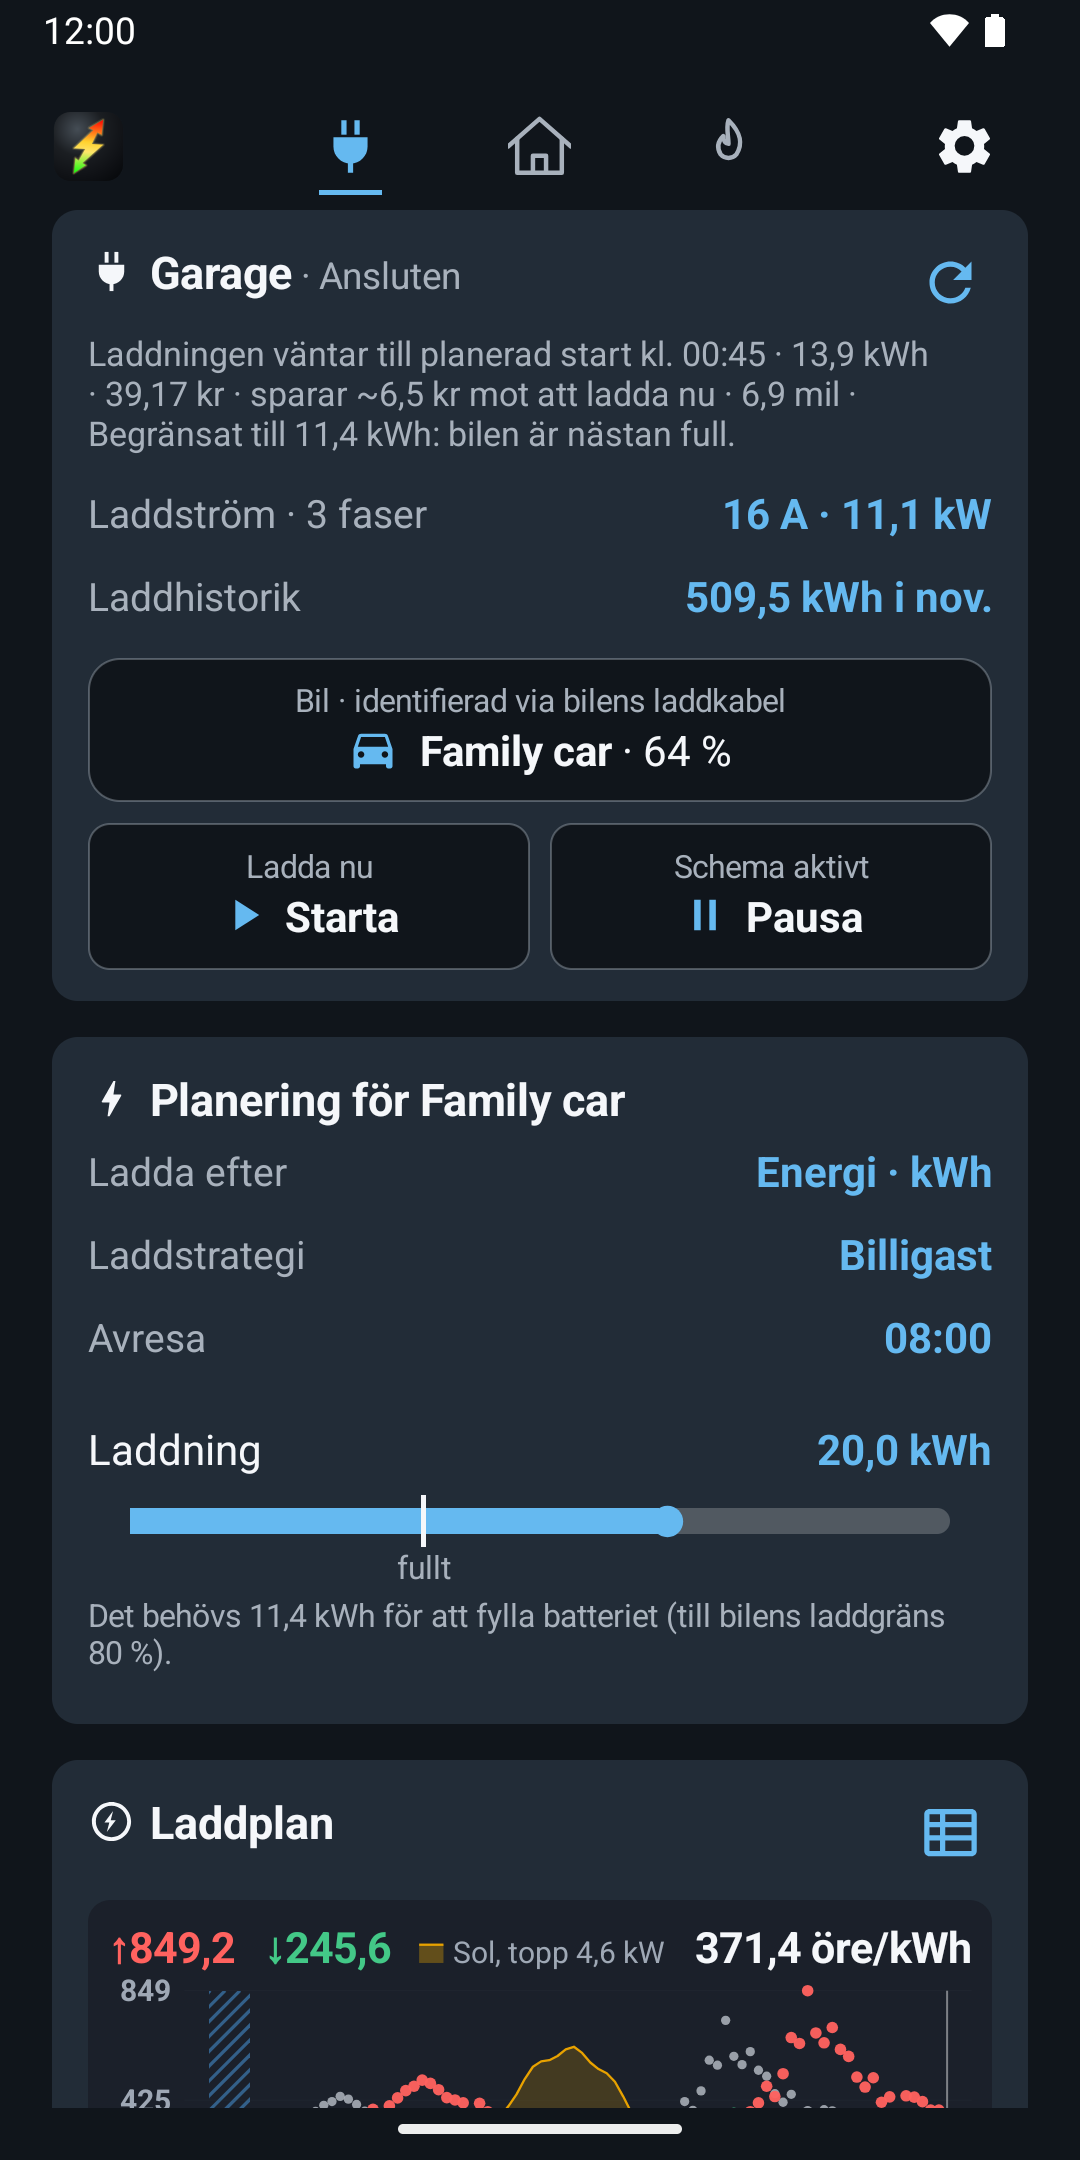 12:00
Garage · Ansluten
Laddningen väntar till planerad start kl. 00:45 · 13,9 kWh
· 39,17 kr · sparar ~6,5 kr mot att ladda nu · 6,9 mil ·
Begränsat till 11,4 kWh: bilen är nästan full.
Laddström · 3 faser 16 A · 11,1 kW
Laddhistorik 509,5 kWh i nov.
Bil · identifierad via bilens laddkabel
Family car · 64 %
Ladda nu
Starta
Schema aktivt
Pausa
Planering för Family car
Ladda efter Energi · kWh
Laddstrategi Billigast
Avresa 08:00
Laddning 20,0 kWh
fullt
Det behövs 11,4 kWh för att fylla batteriet (till bilens laddgräns
80 %).
Laddplan
↑849,2 ↓245,6 Sol, topp 4,6 kW 371,4 öre/kWh
849
425